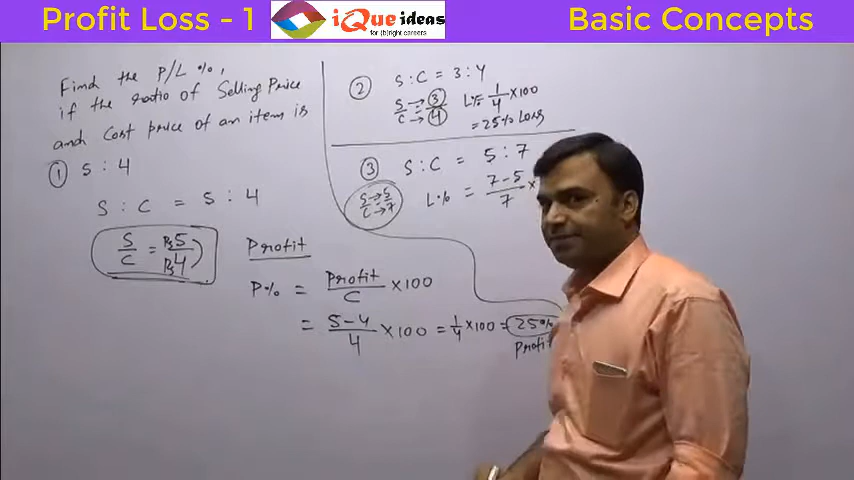 Profit Loss - 1
iQue ideas
for (b)right careers
Basic Concepts
Find the P/L %,
if the ratio of Selling Price
and Cost price of an item is
① 5 : 4
S : C = 5 : 4
S/C = Rs5/Rs4
Profit
P% = Profit/C × 100
= 5-4/4 × 100 = 1/4 × 100 = 25%
Profit
② S : C = 3 : 4
S/C → = → 3/4
L% = 1/4 × 100
= 25% Loss
③ S : C = 5 : 7
S/C → = → 5/7
L% = 7-5/7 ×